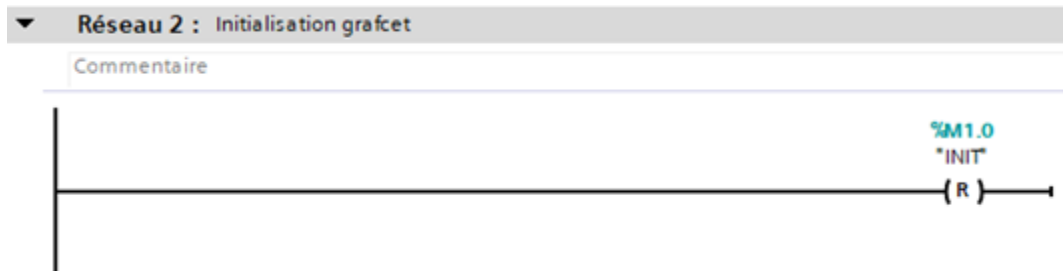 Réseau 2 : Initialisation grafcet
Commentaire
%M1.0
"INIT"
( R )